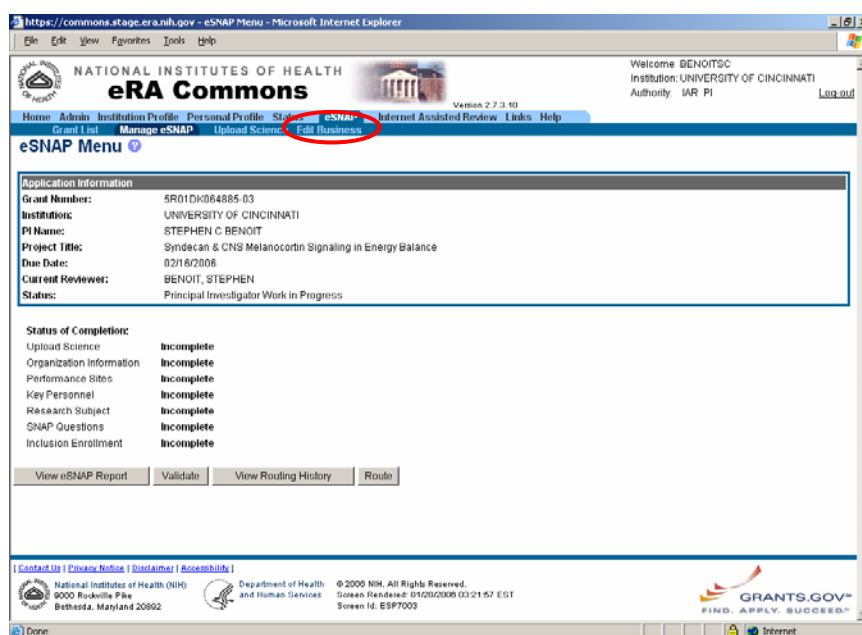 https://commons.stage.era.nih.gov - eSNAP Menu - Microsoft Internet Explorer
File Edit View Favorites Tools Help
NATIONAL INSTITUTES OF HEALTH
eRA Commons
Version 2.7.3.10
Welcome BENOITSC
Institution: UNIVERSITY OF CINCINNATI
Authority: IAR PI
Log-out
Home Admin Institution Profile Personal Profile Status eSNAP Internet Assisted Review Links Help
Grant List Manage eSNAP Upload Science Edit Business
eSNAP Menu ?
Application Information
Grant Number: 5R01DK064885-03
Institution: UNIVERSITY OF CINCINNATI
PI Name: STEPHEN C BENOIT
Project Title: Syndecan & CNS Melanocortin Signaling in Energy Balance
Due Date: 02/16/2006
Current Reviewer: BENOIT, STEPHEN
Status: Principal Investigator Work in Progress
Status of Completion:
Upload Science Incomplete
Organization Information Incomplete
Performance Sites Incomplete
Key Personnel Incomplete
Research Subject Incomplete
SNAP Questions Incomplete
Inclusion Enrollment Incomplete
View eSNAP Report Validate View Routing History Route
[ Contact Us | Privacy Notice | Disclaimer | Accessibility ]
National Institutes of Health (NIH)
9000 Rockville Pike
Bethesda, Maryland 20892
Department of Health
and Human Services
© 2006 NIH. All Rights Reserved.
Screen Rendered: 01/20/2006 03:21:57 EST
Screen Id: ESP7003
GRANTS.GOV
FIND. APPLY. SUCCEED.
Done
Internet